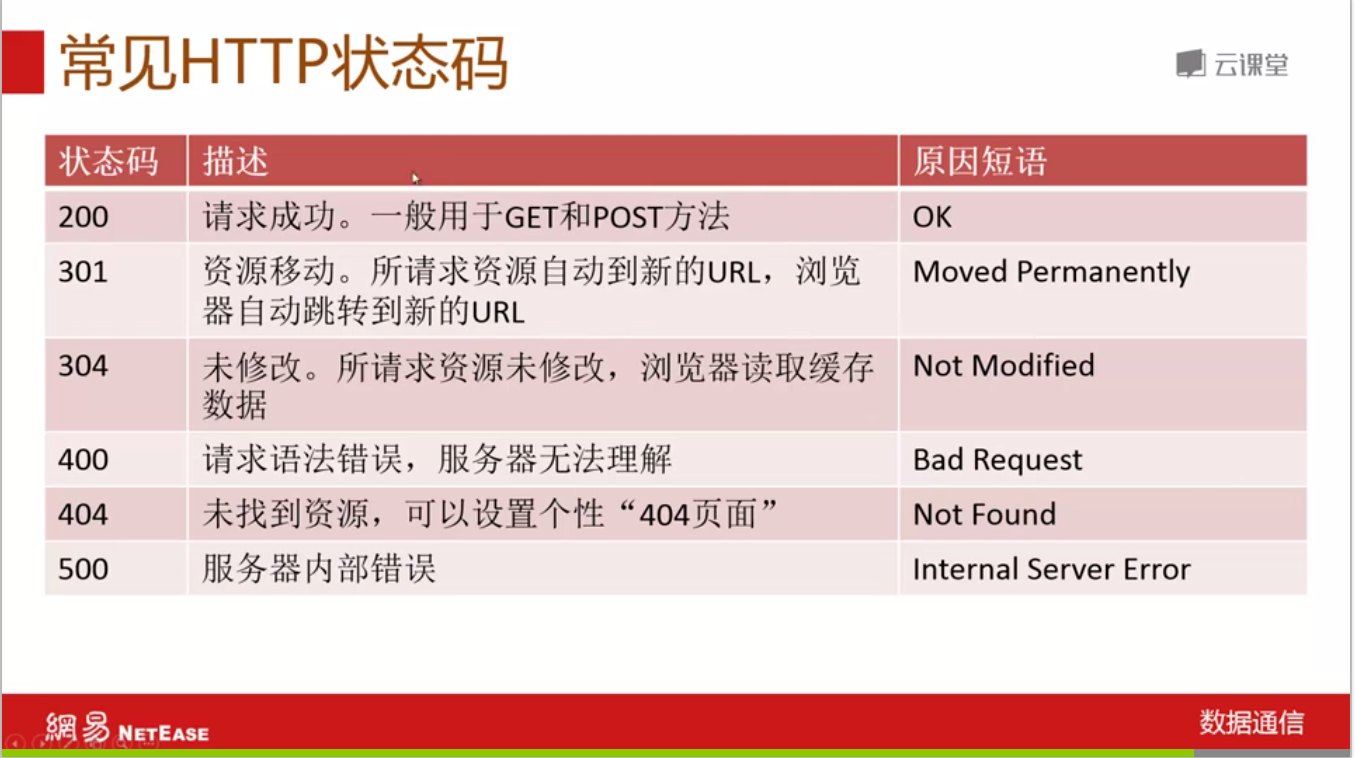 常见HTTP状态码
云课堂
状态码 描述 原因短语
200 请求成功。一般用于GET和POST方法 OK
301 资源移动。所请求资源自动到新的URL，浏览 Moved Permanently
器自动跳转到新的URL
304 未修改。所请求资源未修改，浏览器读取缓存 Not Modified
数据
400 请求语法错误，服务器无法理解 Bad Request
404 未找到资源，可以设置个性“404页面” Not Found
500 服务器内部错误 Internal Server Error
網易 NETEASE
数据通信